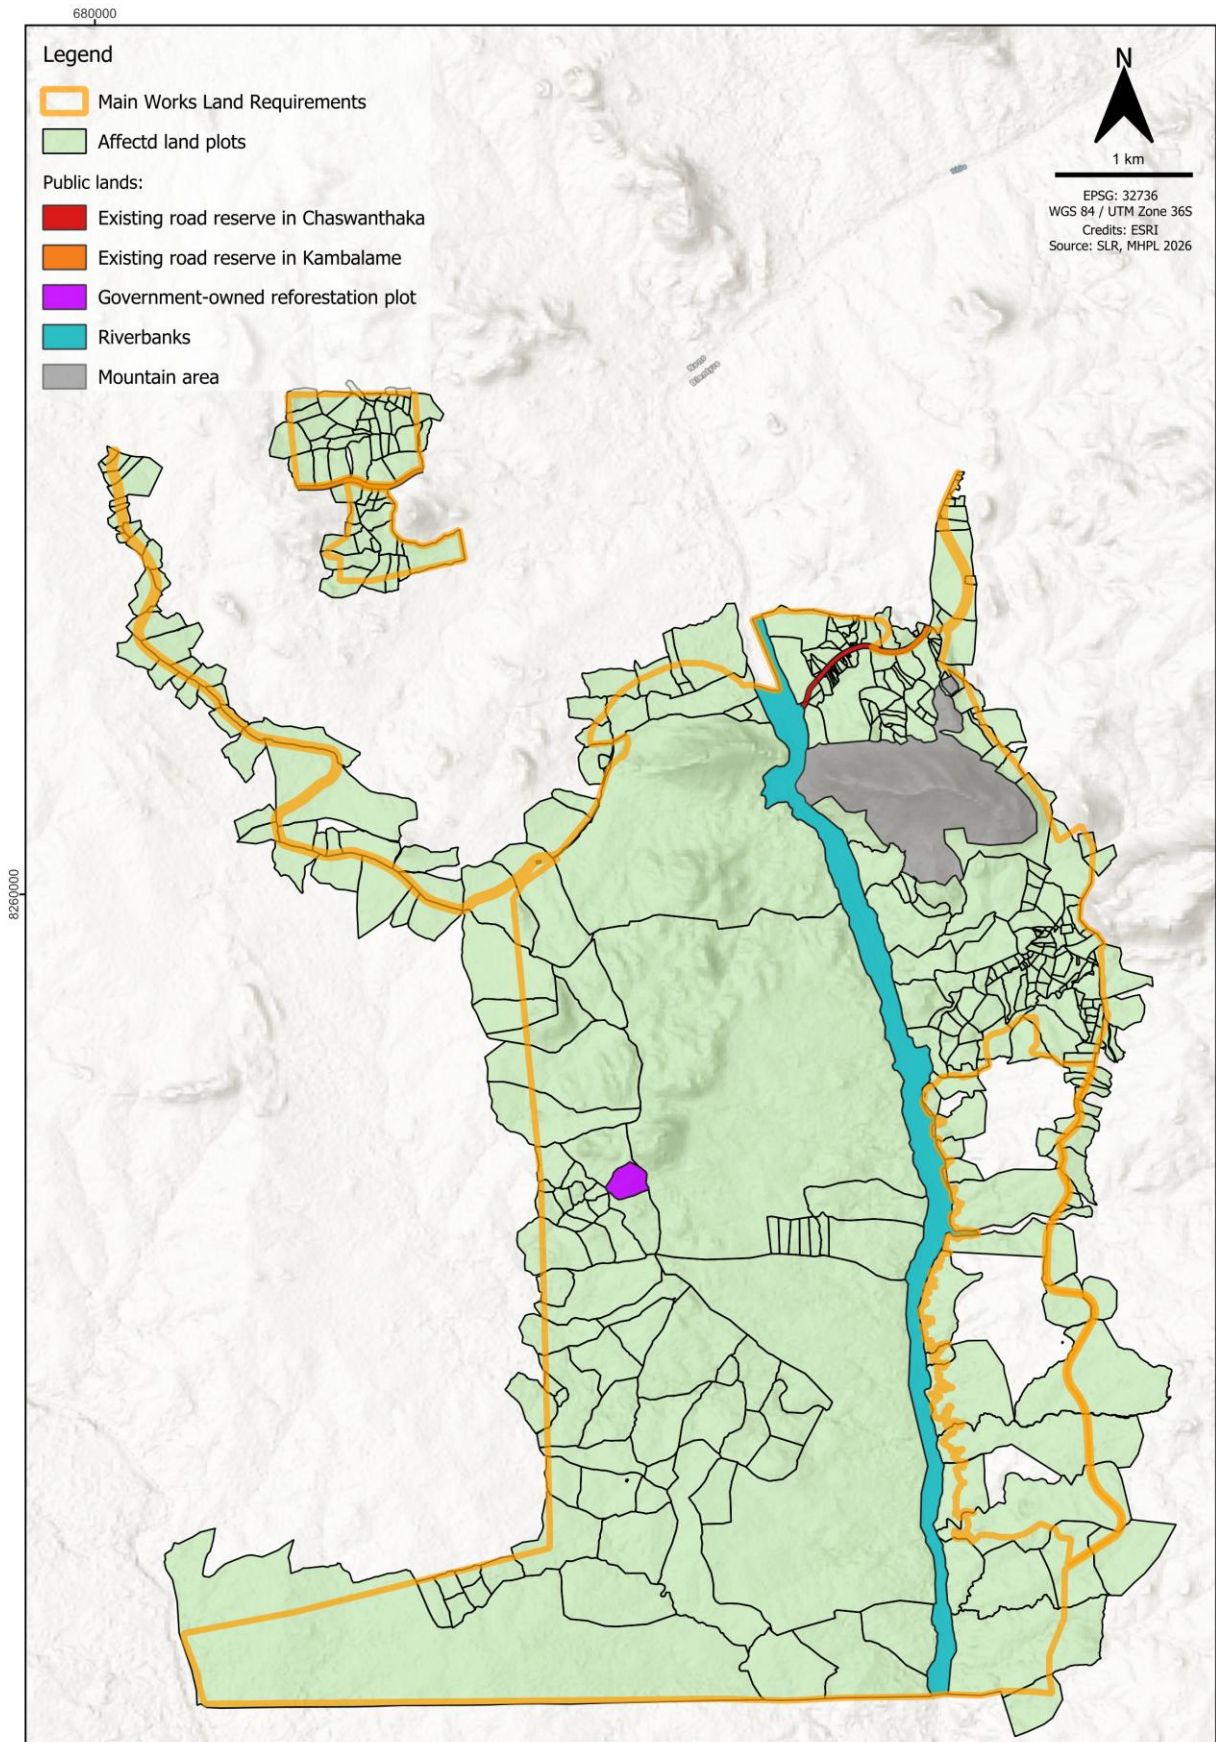 680000
Legend
Main Works Land Requirements
Affectd land plots
Public lands:
Existing road reserve in Chaswanthaka
Existing road reserve in Kambalame
Government-owned reforestation plot
Riverbanks
Mountain area
N
1 km
EPSG: 32736
WGS 84 / UTM Zone 36S
Credits: ESRI
Source: SLR, MHPL 2026
8260000